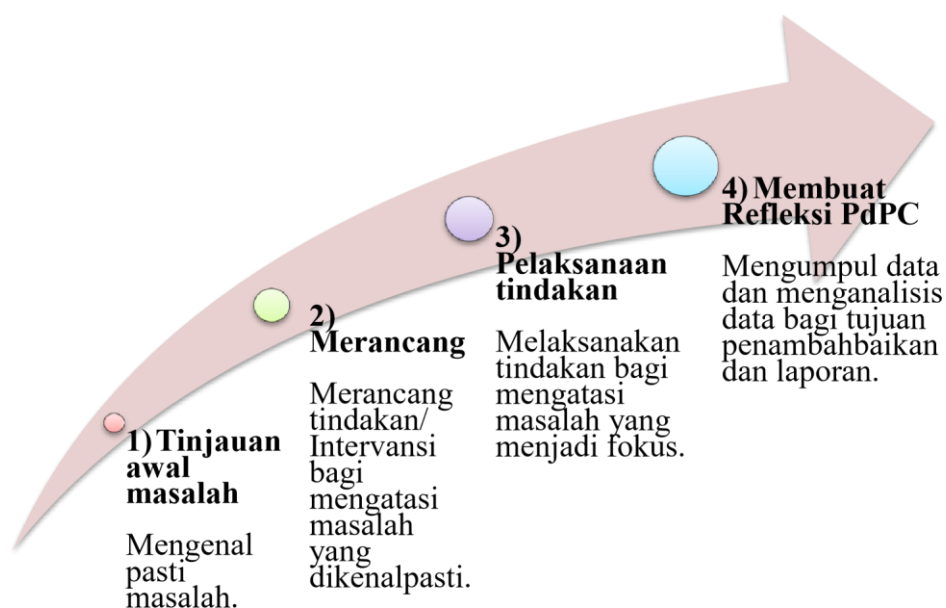 1) Tinjauan
awal
masalah
Mengenal
pasti
masalah.
2)
Merancang
Merancang
tindakan/
Intervansi
bagi
mengatasi
masalah
yang
dikenalpasti.
3)
Pelaksanaan
tindakan
Melaksanakan
tindakan bagi
mengatasi
masalah yang
menjadi fokus.
4) Membuat
Refleksi PdPC
Mengumpul data
dan menganalisis
data bagi tujuan
penambahbaikan
dan laporan.